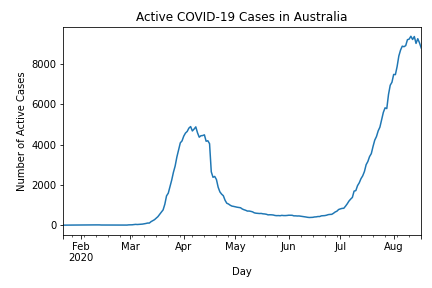 Active COVID-19 Cases in Australia
Number of Active Cases
8000
6000
4000
2000
0
Feb Mar Apr May Jun Jul Aug
2020
Day